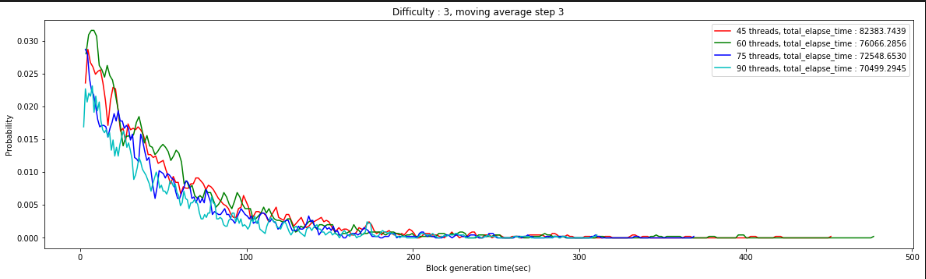 Difficulty : 3, moving average step 3
45 threads, total_elapse_time : 82383.7439
60 threads, total_elapse_time : 76066.2856
75 threads, total_elapse_time : 72548.6530
90 threads, total_elapse_time : 70499.2945
Probability
0.030
0.025
0.020
0.015
0.010
0.005
0.000
0 100 200 300 400 500
Block generation time(sec)